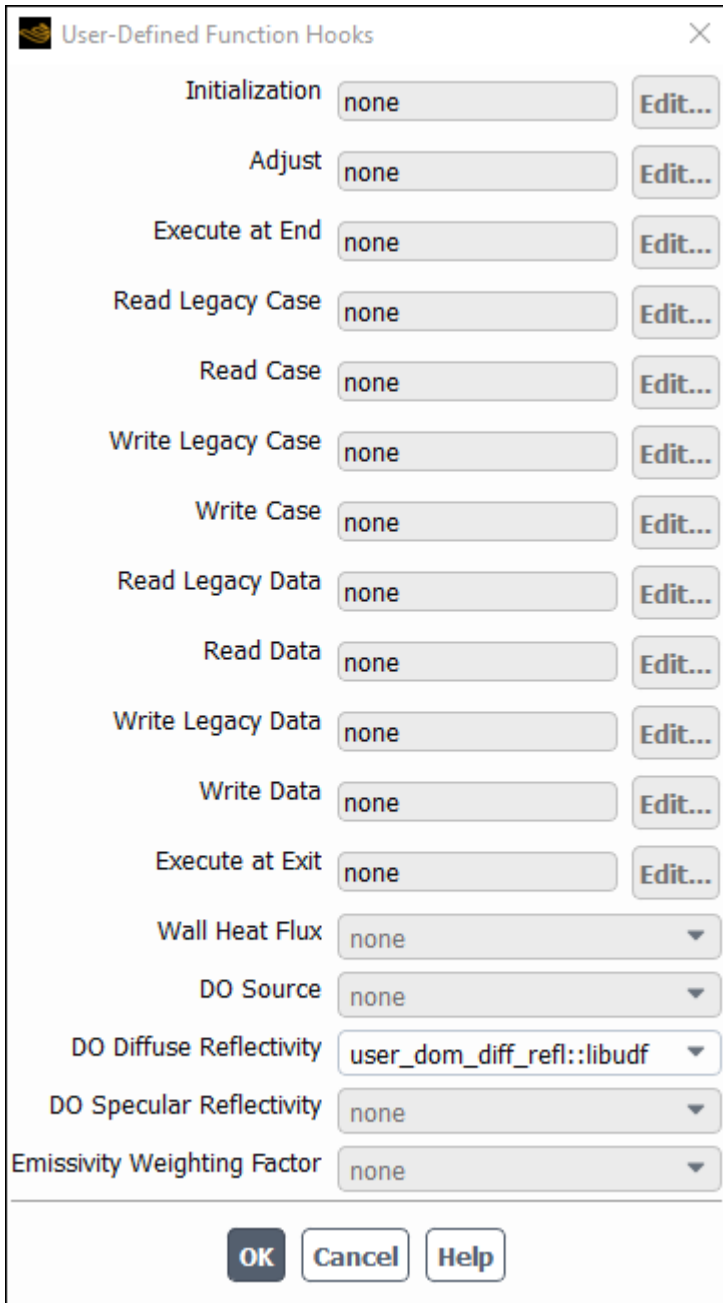 User-Defined Function Hooks
Initialization none Edit...
Adjust none Edit...
Execute at End none Edit...
Read Legacy Case none Edit...
Read Case none Edit...
Write Legacy Case none Edit...
Write Case none Edit...
Read Legacy Data none Edit...
Read Data none Edit...
Write Legacy Data none Edit...
Write Data none Edit...
Execute at Exit none Edit...
Wall Heat Flux none
DO Source none
DO Diffuse Reflectivity user_dom_diff_refl::libudf
DO Specular Reflectivity none
Emissivity Weighting Factor none
OK Cancel Help